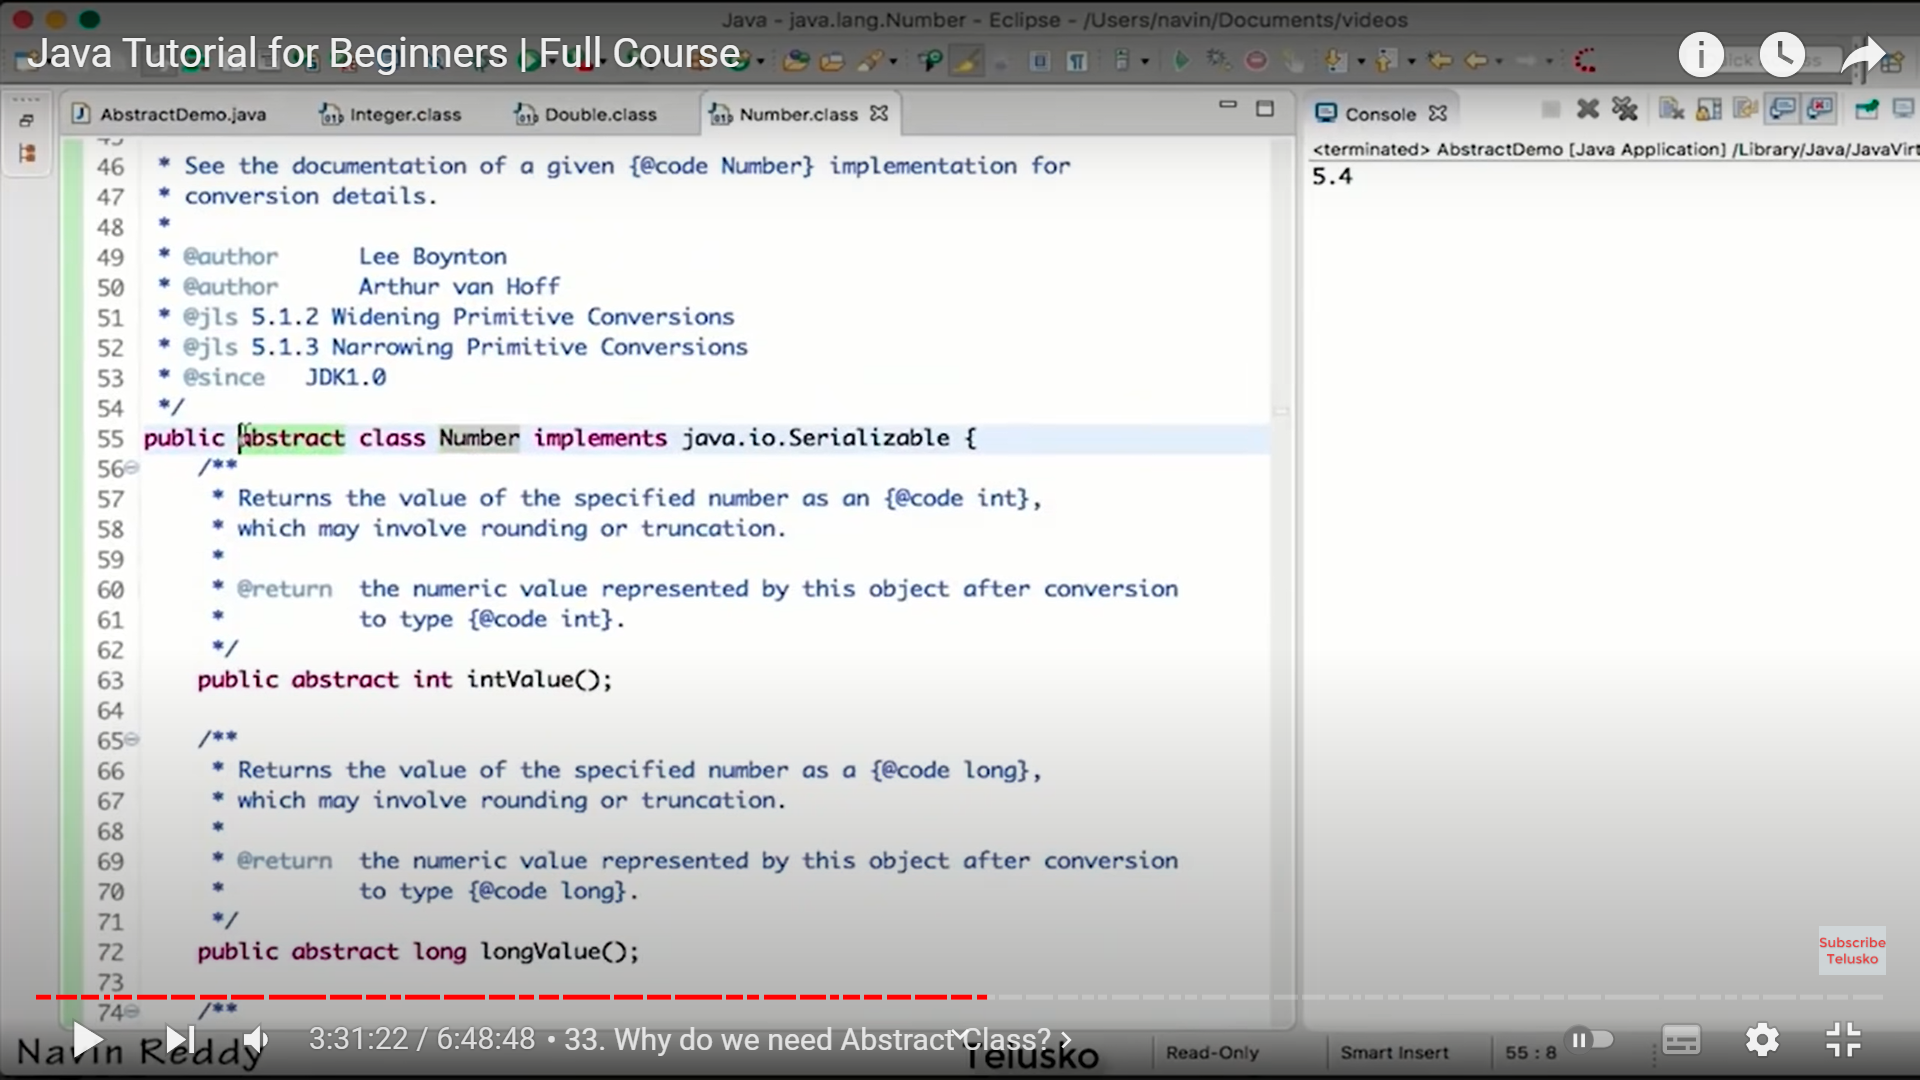 Java - java.lang.Number - Eclipse - /Users/navin/Documents/videos
Java Tutorial for Beginners | Full Course
AbstractDemo.java
Integer.class
Double.class
Number.class
Console
<terminated> AbstractDemo [Java Application] /Library/Java/JavaVirt
5.4
46 * See the documentation of a given {@code Number} implementation for
47 * conversion details.
48 *
49 * @author Lee Boynton
50 * @author Arthur van Hoff
51 * @jls 5.1.2 Widening Primitive Conversions
52 * @jls 5.1.3 Narrowing Primitive Conversions
53 * @since JDK1.0
54 */
55 public abstract class Number implements java.io.Serializable {
56 /**
57 * Returns the value of the specified number as an {@code int},
58 * which may involve rounding or truncation.
59 *
60 * @return the numeric value represented by this object after conversion
61 * to type {@code int}.
62 */
63 public abstract int intValue();
64
65 /**
66 * Returns the value of the specified number as a {@code long},
67 * which may involve rounding or truncation.
68 *
69 * @return the numeric value represented by this object after conversion
70 * to type {@code long}.
71 */
72 public abstract long longValue();
73
74 /**
Subscribe
Telusko
3:31:22 / 6:48:48 • 33. Why do we need Abstract Class?
Navin Reddy
Telusko
Read-Only
Smart Insert
55 : 8